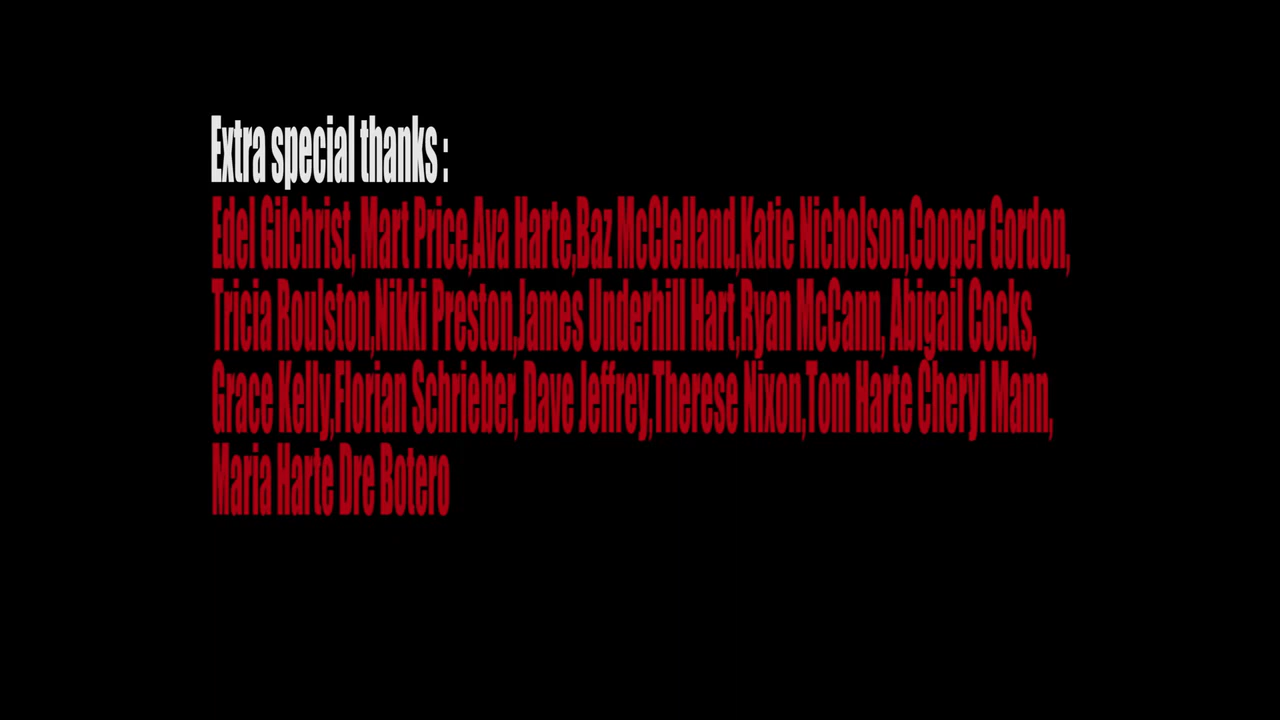 Extra special thanks :
Edel Gilchrist, Mart Price,Ava Harte,Baz McClelland,Katie Nicholson,Cooper Gordon,
Tricia Roulston,Nikki Preston,James Underhill Hart,Ryan McCann, Abigail Cocks,
Grace Kelly,Florian Schrieber, Dave Jeffrey,Therese Nixon,Tom Harte Cheryl Mann,
Maria Harte Dre Botero